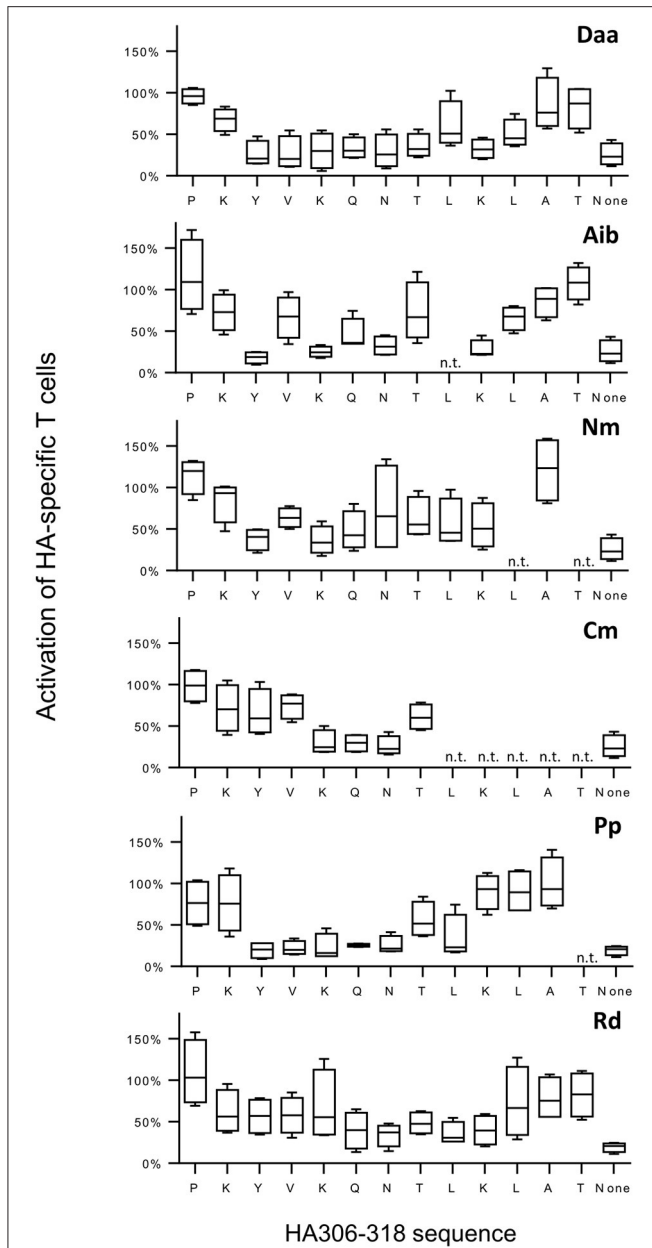 Activation of HA-specific T cells
Daa
150%
100%
50%
0%
P K Y V K Q N T L K L A T None
Aib
150%
100%
50%
0%
n.t.
P K Y V K Q N T L K L A T None
Nm
150%
100%
50%
0%
n.t. n.t.
P K Y V K Q N T L K L A T None
Cm
150%
100%
50%
0%
n.t. n.t. n.t. n.t. n.t.
P K Y V K Q N T L K L A T None
Pp
150%
100%
50%
0%
n.t.
P K Y V K Q N T L K L A T None
Rd
150%
100%
50%
0%
P K Y V K Q N T L K L A T None
HA306-318 sequence